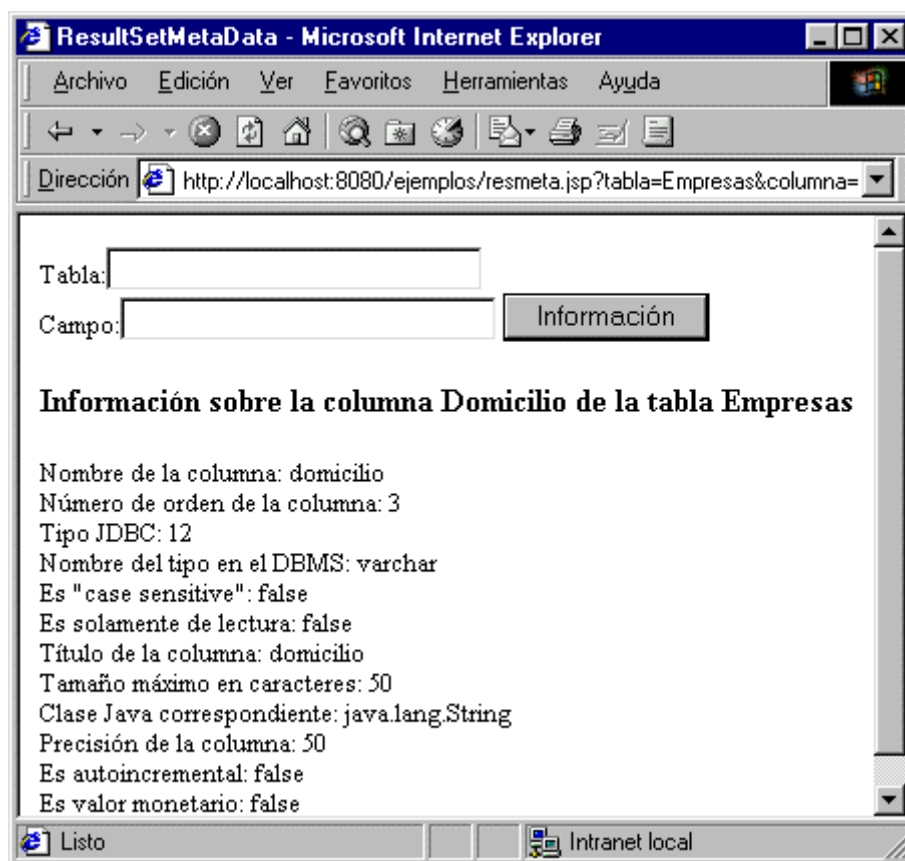 ResultSetMetaData - Microsoft Internet Explorer
Archivo Edición Ver Favoritos Herramientas Ayuda
Dirección http://localhost:8080/ejemplos/resmeta.jsp?tabla=Empresas&columna=
Tabla:
Campo: Información
Información sobre la columna Domicilio de la tabla Empresas
Nombre de la columna: domicilio
Número de orden de la columna: 3
Tipo JDBC: 12
Nombre del tipo en el DBMS: varchar
Es "case sensitive": false
Es solamente de lectura: false
Título de la columna: domicilio
Tamaño máximo en caracteres: 50
Clase Java correspondiente: java.lang.String
Precisión de la columna: 50
Es autoincremental: false
Es valor monetario: false
Listo Intranet local